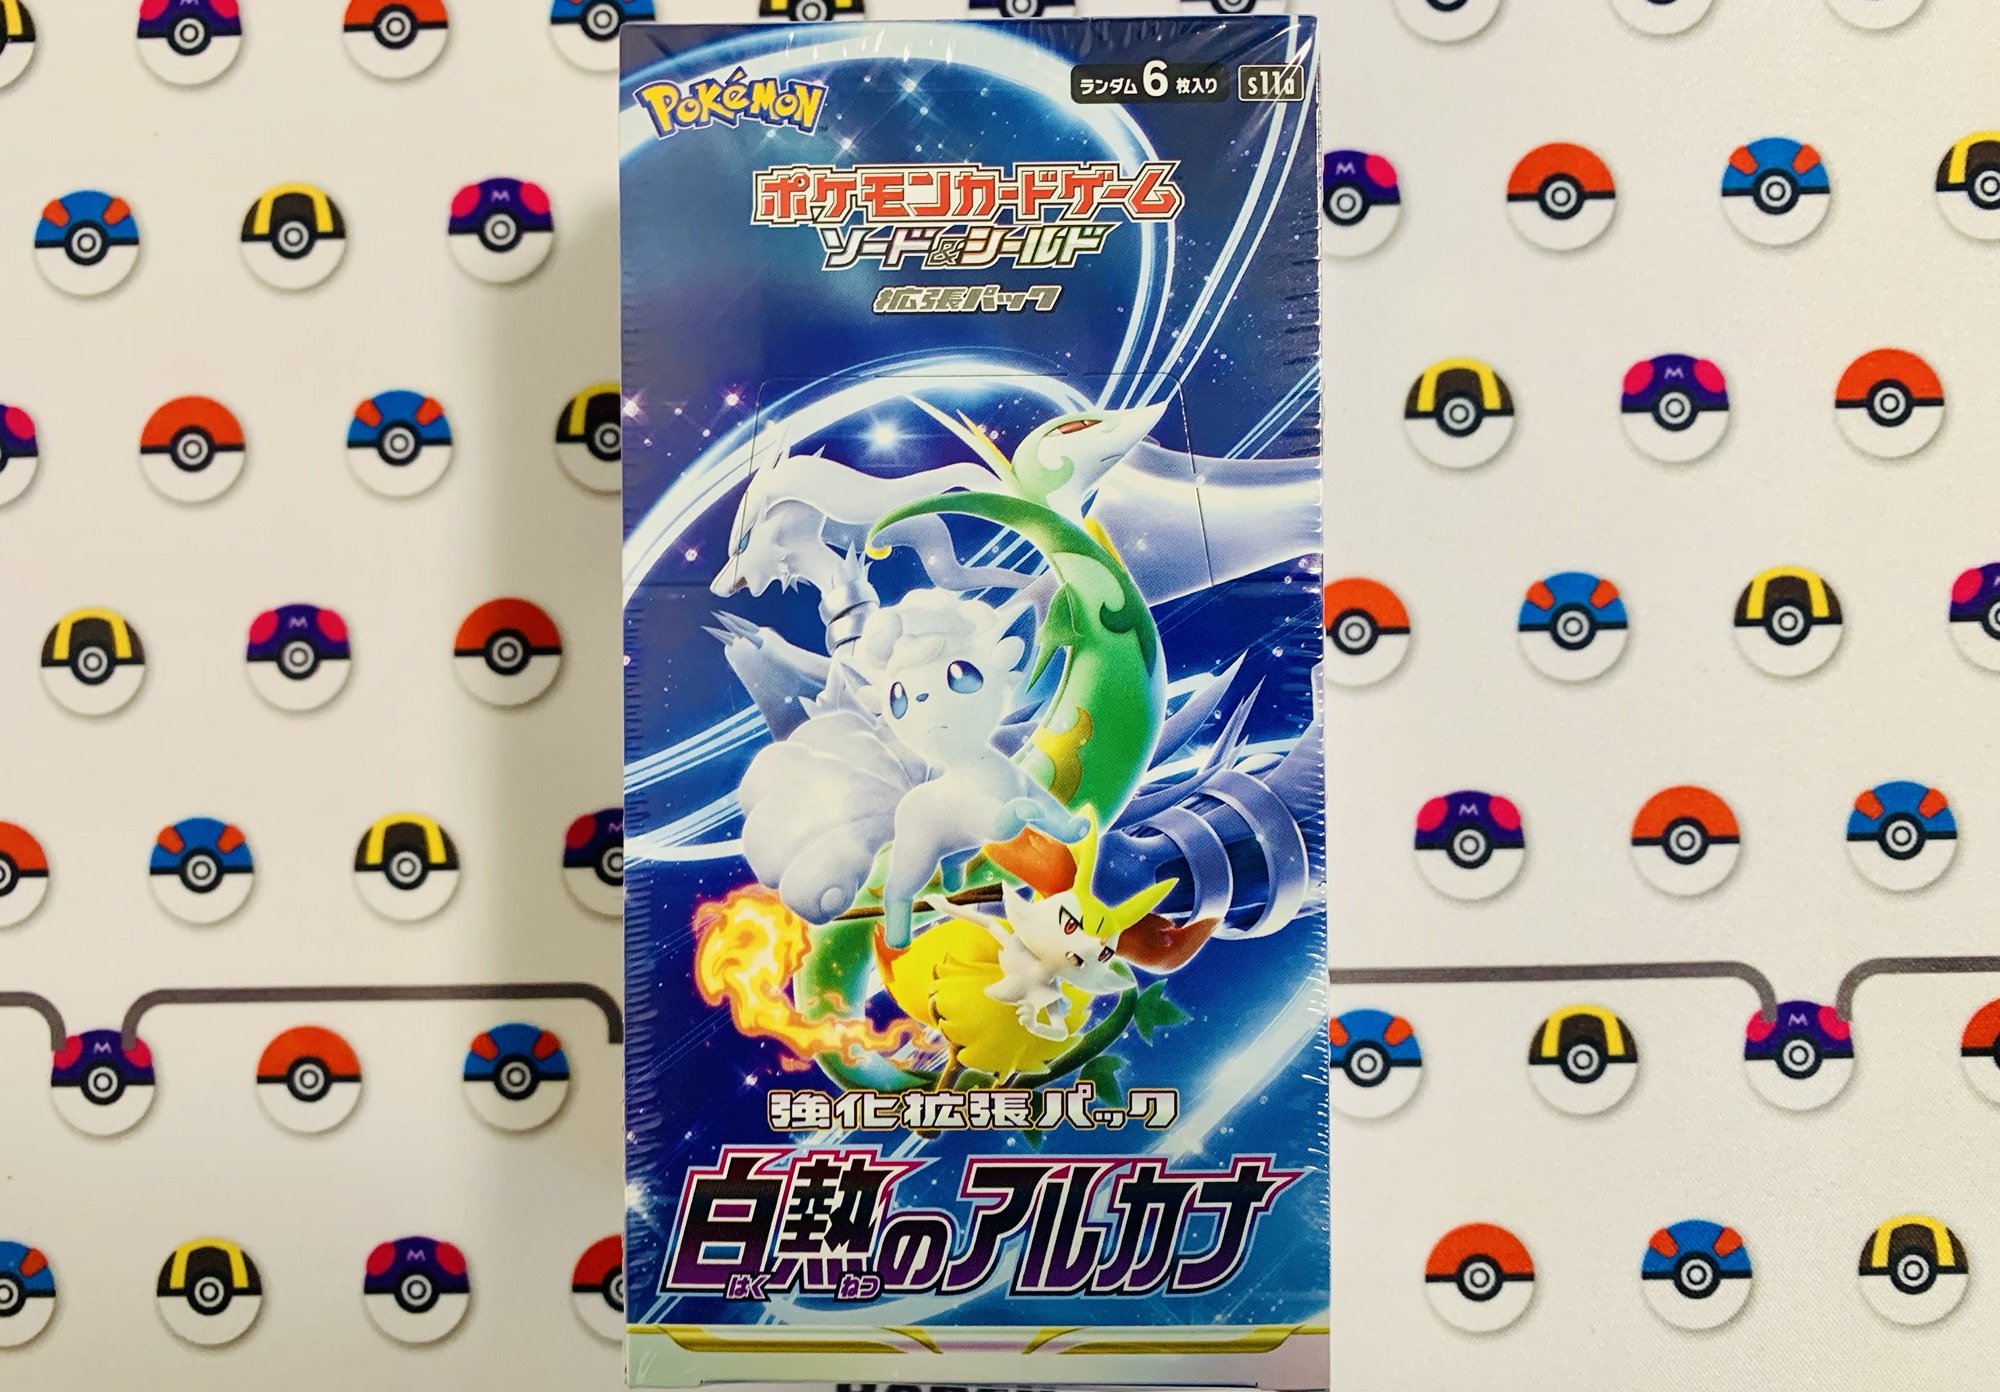 Pokémon
ランダム6枚入り
s11a
ポケモンカードゲーム
ソード&シールド
拡張パック
強化拡張パック
白熱のアルカナ
はくねつ